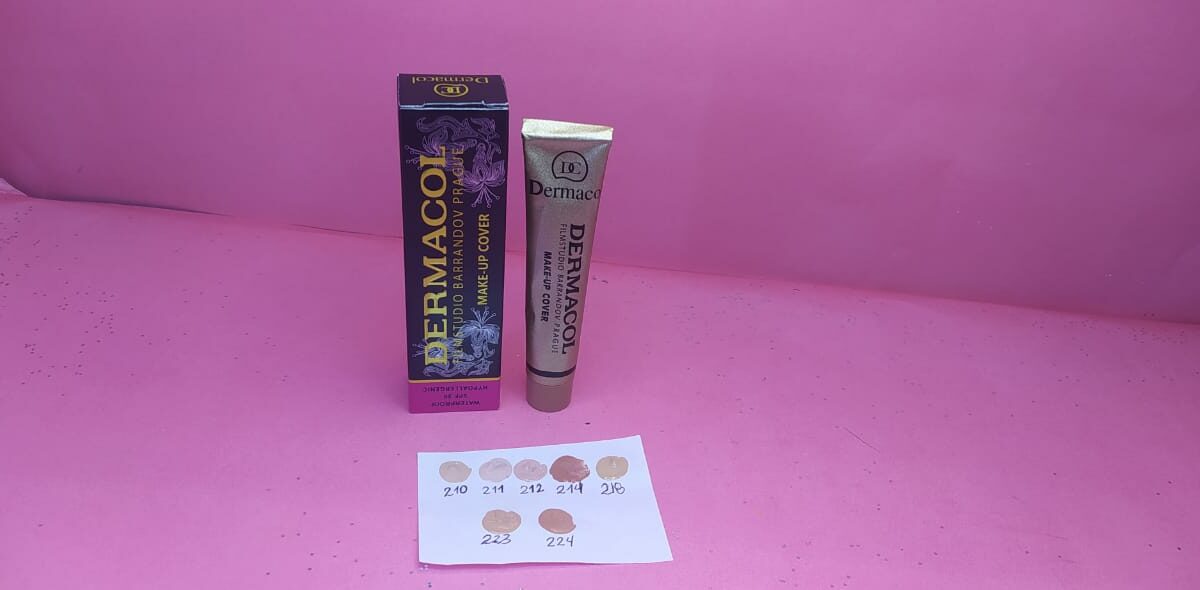 Dermacol
DC
DERMACOL
FILMSTUDIO BARRANDOV PRAGUE
MAKE-UP COVER
WATERPROOF
SPF 30
HYPOALLERGENIC
DC
Dermaco
DERMACOL
FILMSTUDIO BARRANDOV PRAGUE
MAKE-UP COVER
210 211 212 214 218
223 224